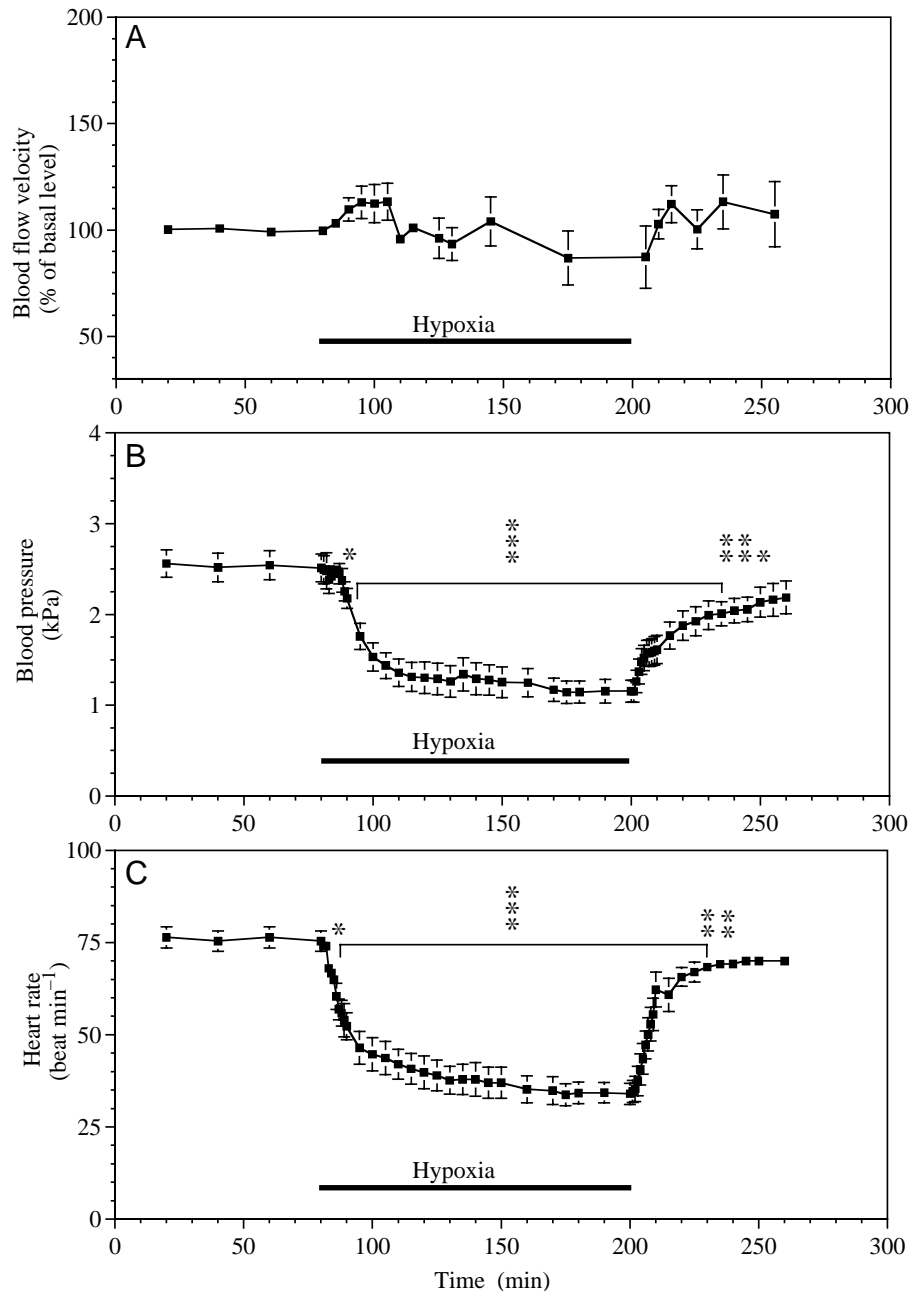 A
200
150
100
50
Blood flow velocity
(% of basal level)
Hypoxia
0 50 100 150 200 250 300
B
4
3
2
1
0
Blood pressure
(kPa)
*
***
** ** *
Hypoxia
0 50 100 150 200 250 300
C
100
75
50
25
0
Heart rate
(beat min⁻¹)
*
***
** **
Hypoxia
0 50 100 150 200 250 300
Time (min)